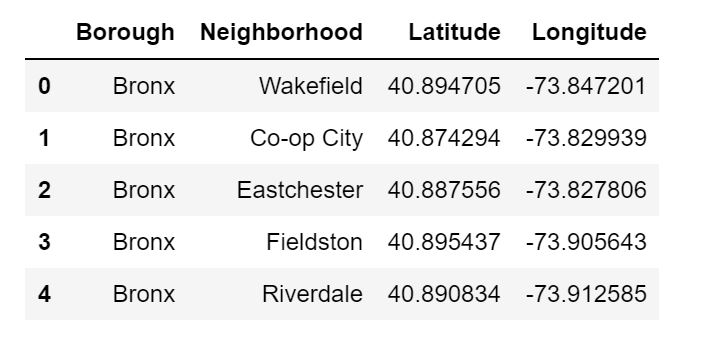 Borough Neighborhood Latitude Longitude
0 Bronx Wakefield 40.894705 -73.847201
1 Bronx Co-op City 40.874294 -73.829939
2 Bronx Eastchester 40.887556 -73.827806
3 Bronx Fieldston 40.895437 -73.905643
4 Bronx Riverdale 40.890834 -73.912585